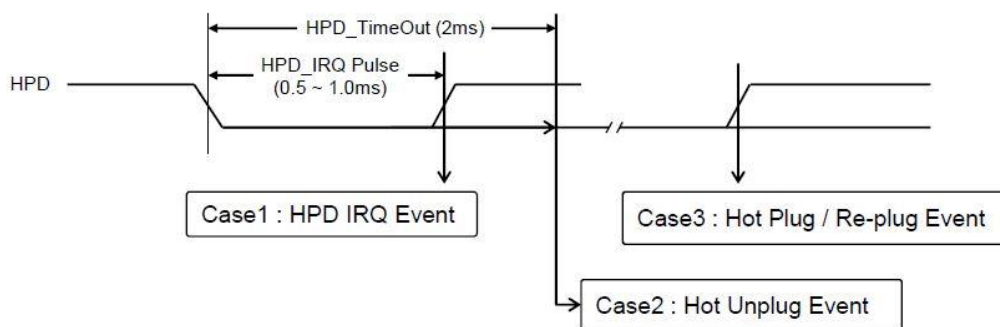 HPD_TimeOut (2ms)
HPD_IRQ Pulse
(0.5 ~ 1.0ms)
HPD
Case1 : HPD IRQ Event
Case3 : Hot Plug / Re-plug Event
Case2 : Hot Unplug Event